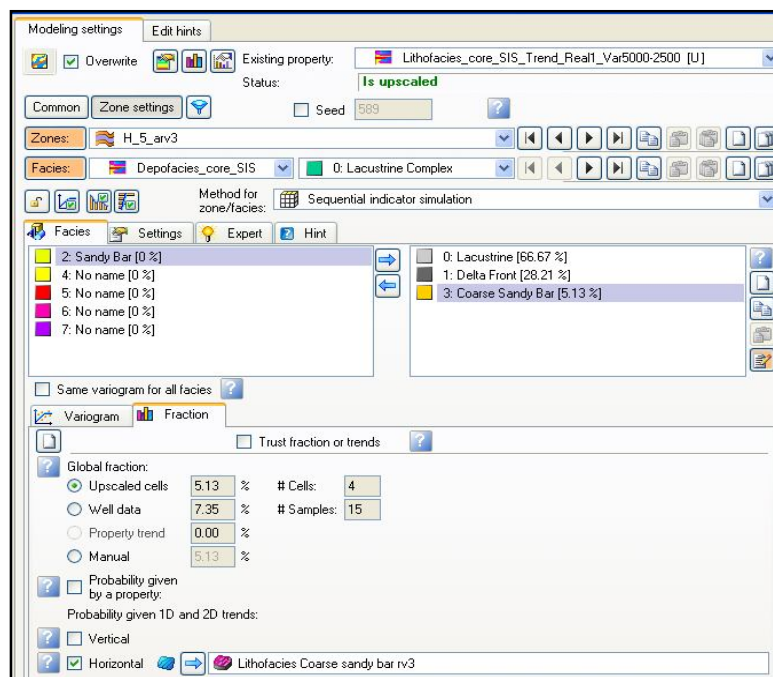 Modeling settings Edit hints
Overwrite Existing property: Lithofacies_core_SIS_Trend_Real1_Var5000-2500 [U]
Status: Is upscaled
Common Zone settings Seed 589 ?
Zones: H_5_arv3
Facies: Depofacies_core_SIS 0: Lacustrine Complex
Method for
zone/facies: Sequential indicator simulation
Facies Settings Expert ? Hint
2: Sandy Bar [0 %] 0: Lacustrine [66.67 %] ?
4: No name [0 %] 1: Delta Front [28.21 %]
5: No name [0 %] 3: Coarse Sandy Bar [5.13 %]
6: No name [0 %]
7: No name [0 %]
Same variogram for all facies ?
Variogram Fraction
Trust fraction or trends ?
? Global fraction:
Upscaled cells 5.13 % # Cells: 4
Well data 7.35 % # Samples: 15
Property trend 0.00 %
Manual 5.13 %
? Probability given
by a property:
Probability given 1D and 2D trends:
? Vertical
? Horizontal Lithofacies Coarse sandy bar rv3